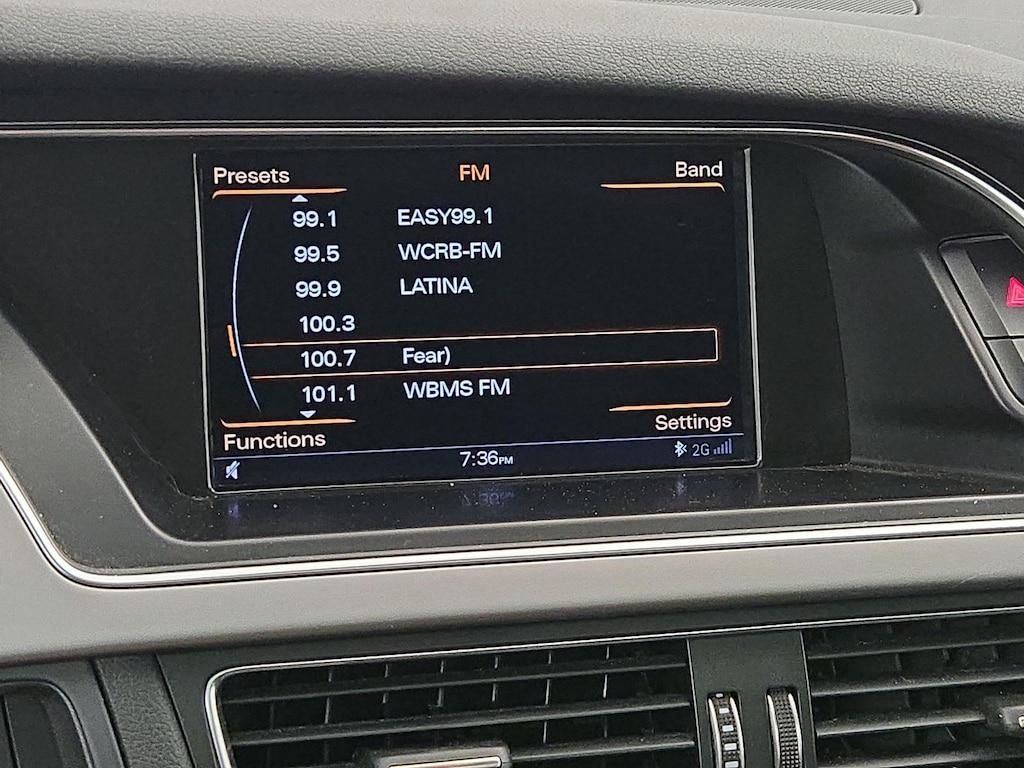 Presets FM Band
99.1 EASY99.1
99.5 WCRB-FM
99.9 LATINA
100.3
100.7 Fear)
101.1 WBMS FM
Functions Settings
7:36PM 2G